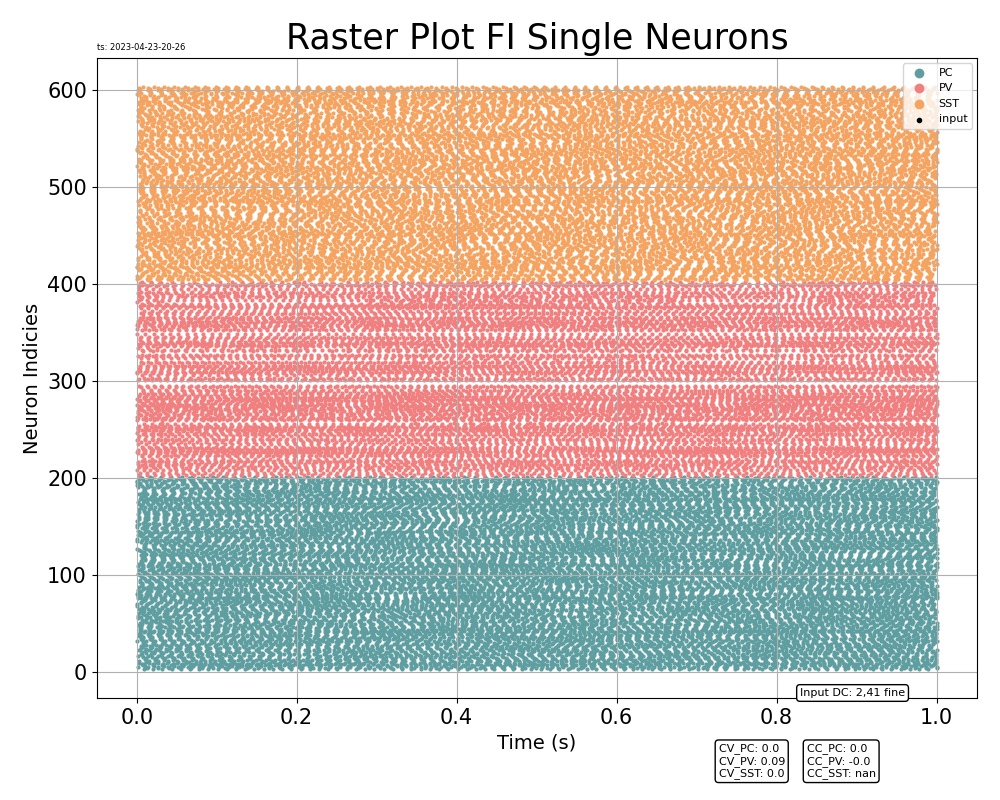 Raster Plot FI Single Neurons
ts: 2023-04-23-20-26
PC
PV
SST
input
600
500
400
300
200
100
0
Neuron Indicies
0.0
0.2
0.4
0.6
0.8
1.0
Time (s)
Input DC: 2,41 fine
CV_PC: 0.0
CV_PV: 0.09
CV_SST: 0.0
CC_PC: 0.0
CC_PV: -0.0
CC_SST: nan